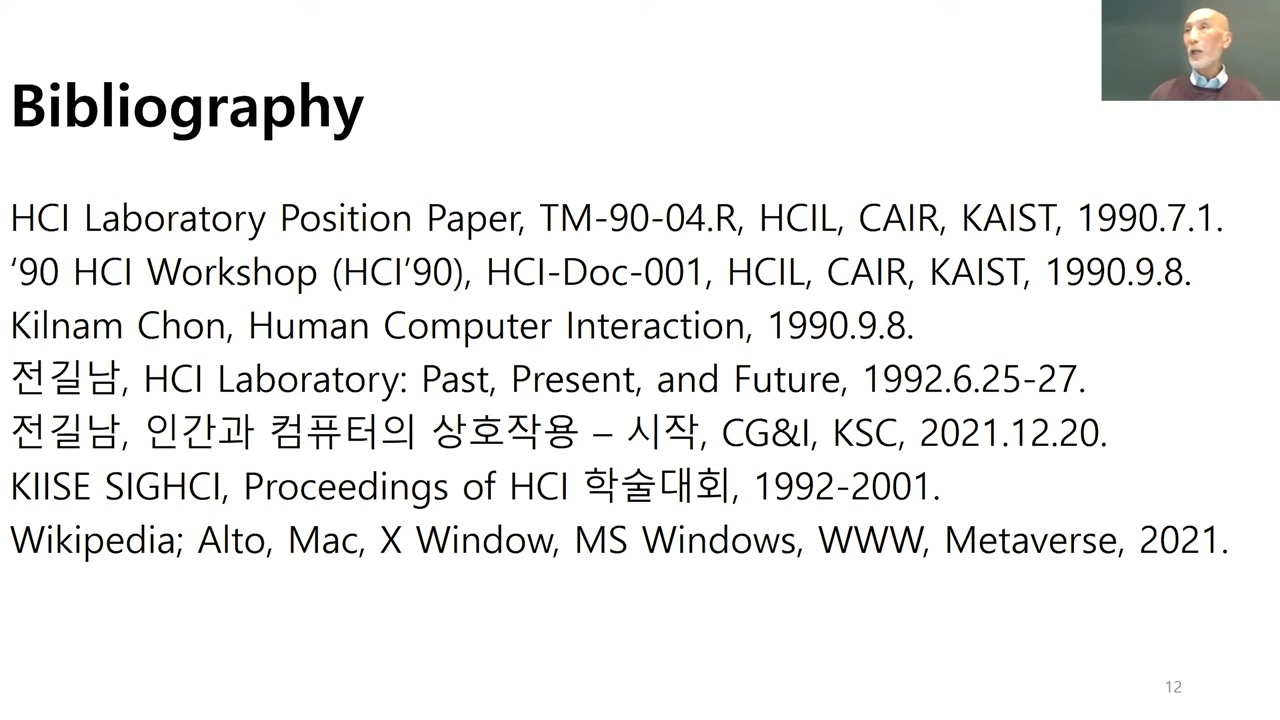 Bibliography
HCI Laboratory Position Paper, TM-90-04.R, HCIL, CAIR, KAIST, 1990.7.1.
‘90 HCI Workshop (HCI’90), HCI-Doc-001, HCIL, CAIR, KAIST, 1990.9.8.
Kilnam Chon, Human Computer Interaction, 1990.9.8.
전길남, HCI Laboratory: Past, Present, and Future, 1992.6.25-27.
전길남, 인간과 컴퓨터의 상호작용 – 시작, CG&I, KSC, 2021.12.20.
KIISE SIGHCI, Proceedings of HCI 학술대회, 1992-2001.
Wikipedia; Alto, Mac, X Window, MS Windows, WWW, Metaverse, 2021.
12